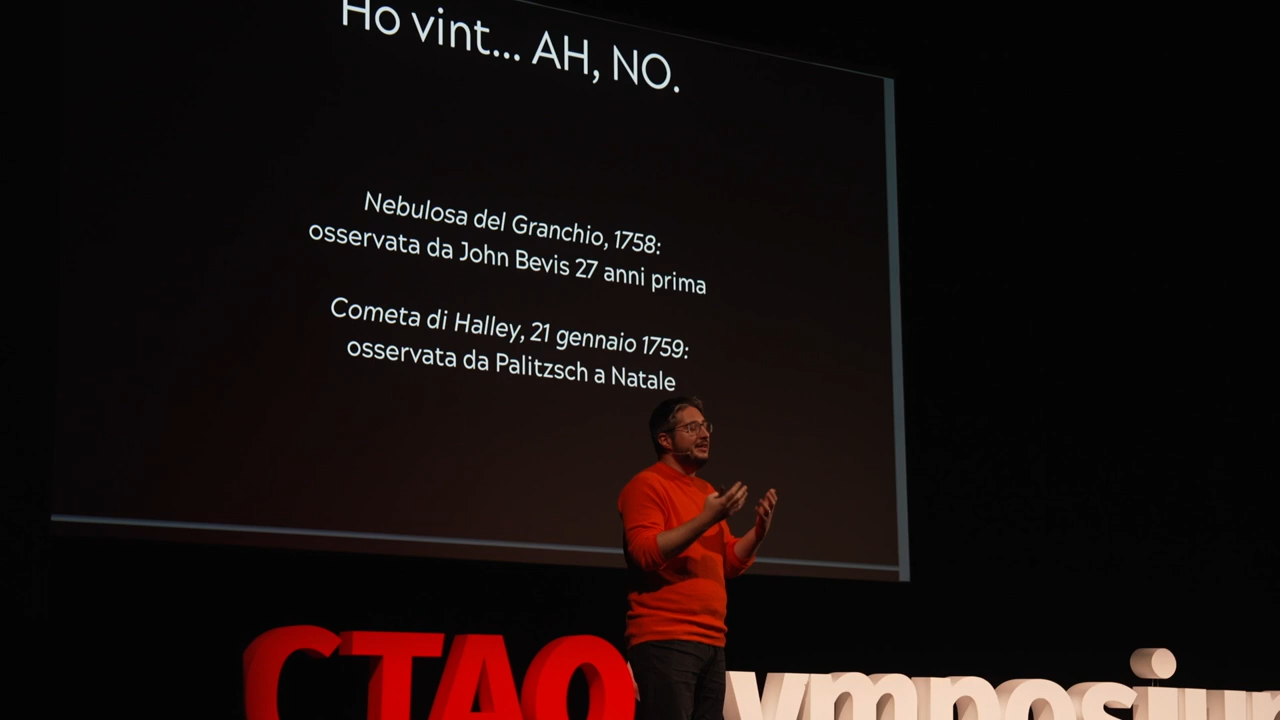 Ho vint... AH, NO.
Nebulosa del Granchio, 1758:
osservata da John Bevis 27 anni prima
Cometa di Halley, 21 gennaio 1759:
osservata da Palitzsch a Natale
CTAO
ymposiu